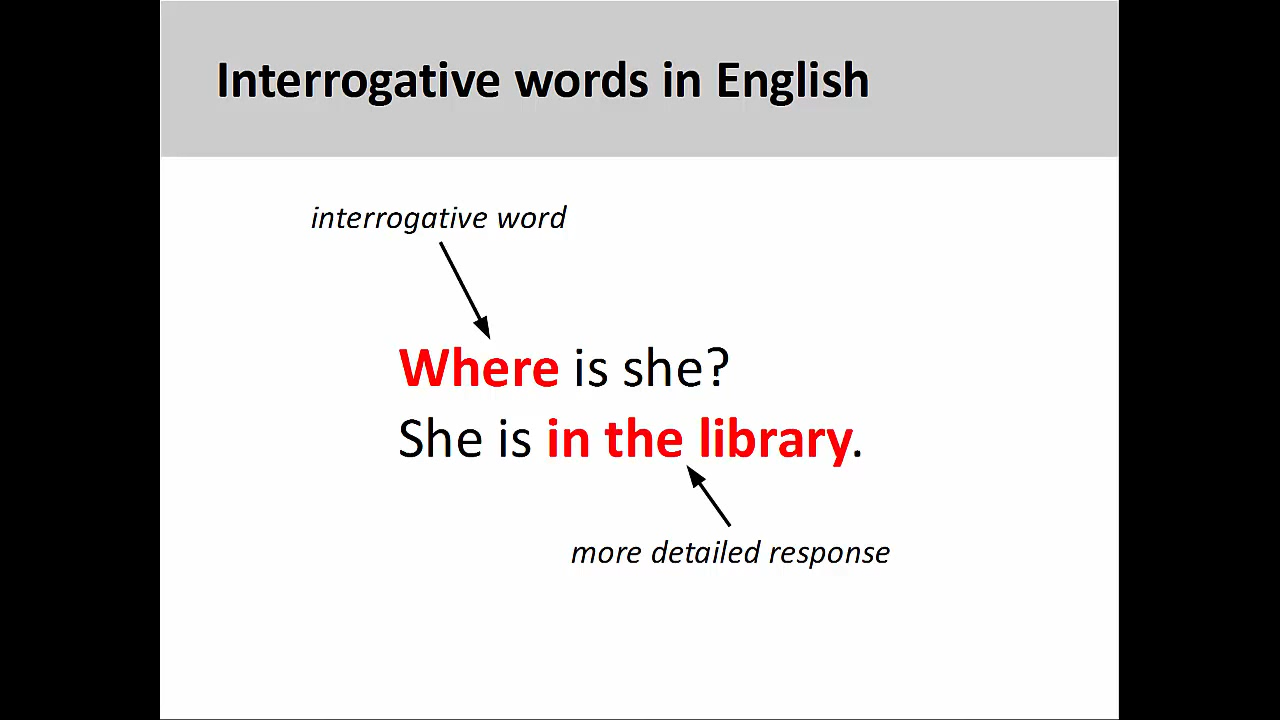 Interrogative words in English
interrogative word
Where is she?
She is in the library.
more detailed response